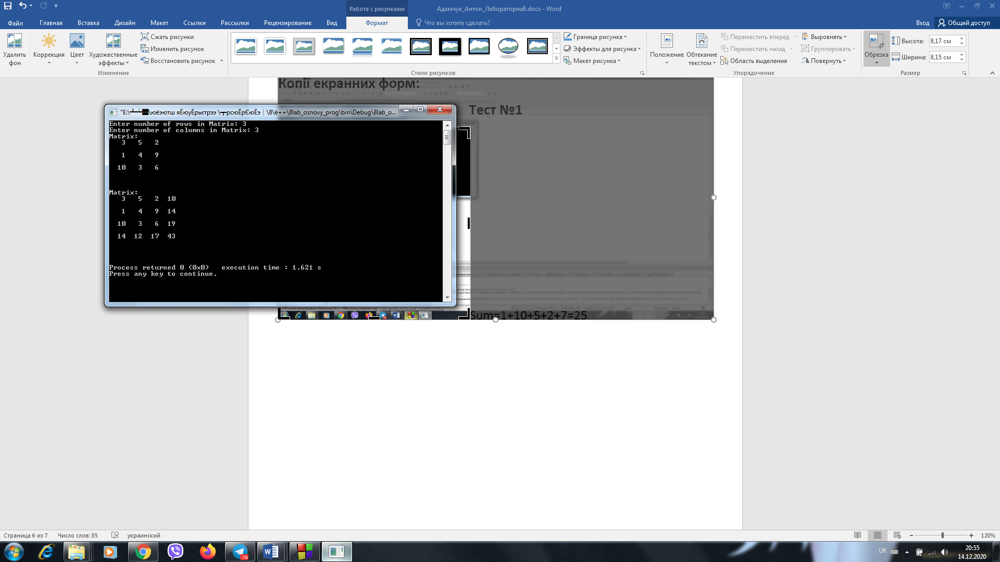 Работа с рисунками
Адамчук_Антон_Лабораторна8.docx - Word
Файл
Главная
Вставка
Дизайн
Макет
Ссылки
Рассылки
Рецензирование
Вид
Формат
Что вы хотите сделать?
Вход
Общий доступ
Удалить фон
Коррекция
Цвет
Художественные эффекты
Сжать рисунки
Изменить рисунок
Восстановить рисунок
Изменение
Стили рисунков
Граница рисунка
Эффекты для рисунка
Макет рисунка
Положение
Обтекание текстом
Переместить вперед
Переместить назад
Область выделения
Выровнять
Группировать
Повернуть
Упорядочение
Обрезка
Высота: 8,17 см
Ширина: 8,15 см
Размер
Копії екранних форм:
Тест №1
\8lab_osnovy_prog\bin\Debug\8lab_o...
Enter number of rows in Matrix: 3
Enter number of columns in Matrix: 3
Matrix:
3 5 2
1 4 9
10 3 6
Matrix:
3 5 2 10
1 4 9 14
10 3 6 19
14 12 17 43
Process returned 0 (0x0) execution time : 1.621 s
Press any key to continue.
Sum=1+10+5+2+7=25
Страница 6 из 7
Число слов: 85
украинский
120%
UK
20:55
14.12.2020